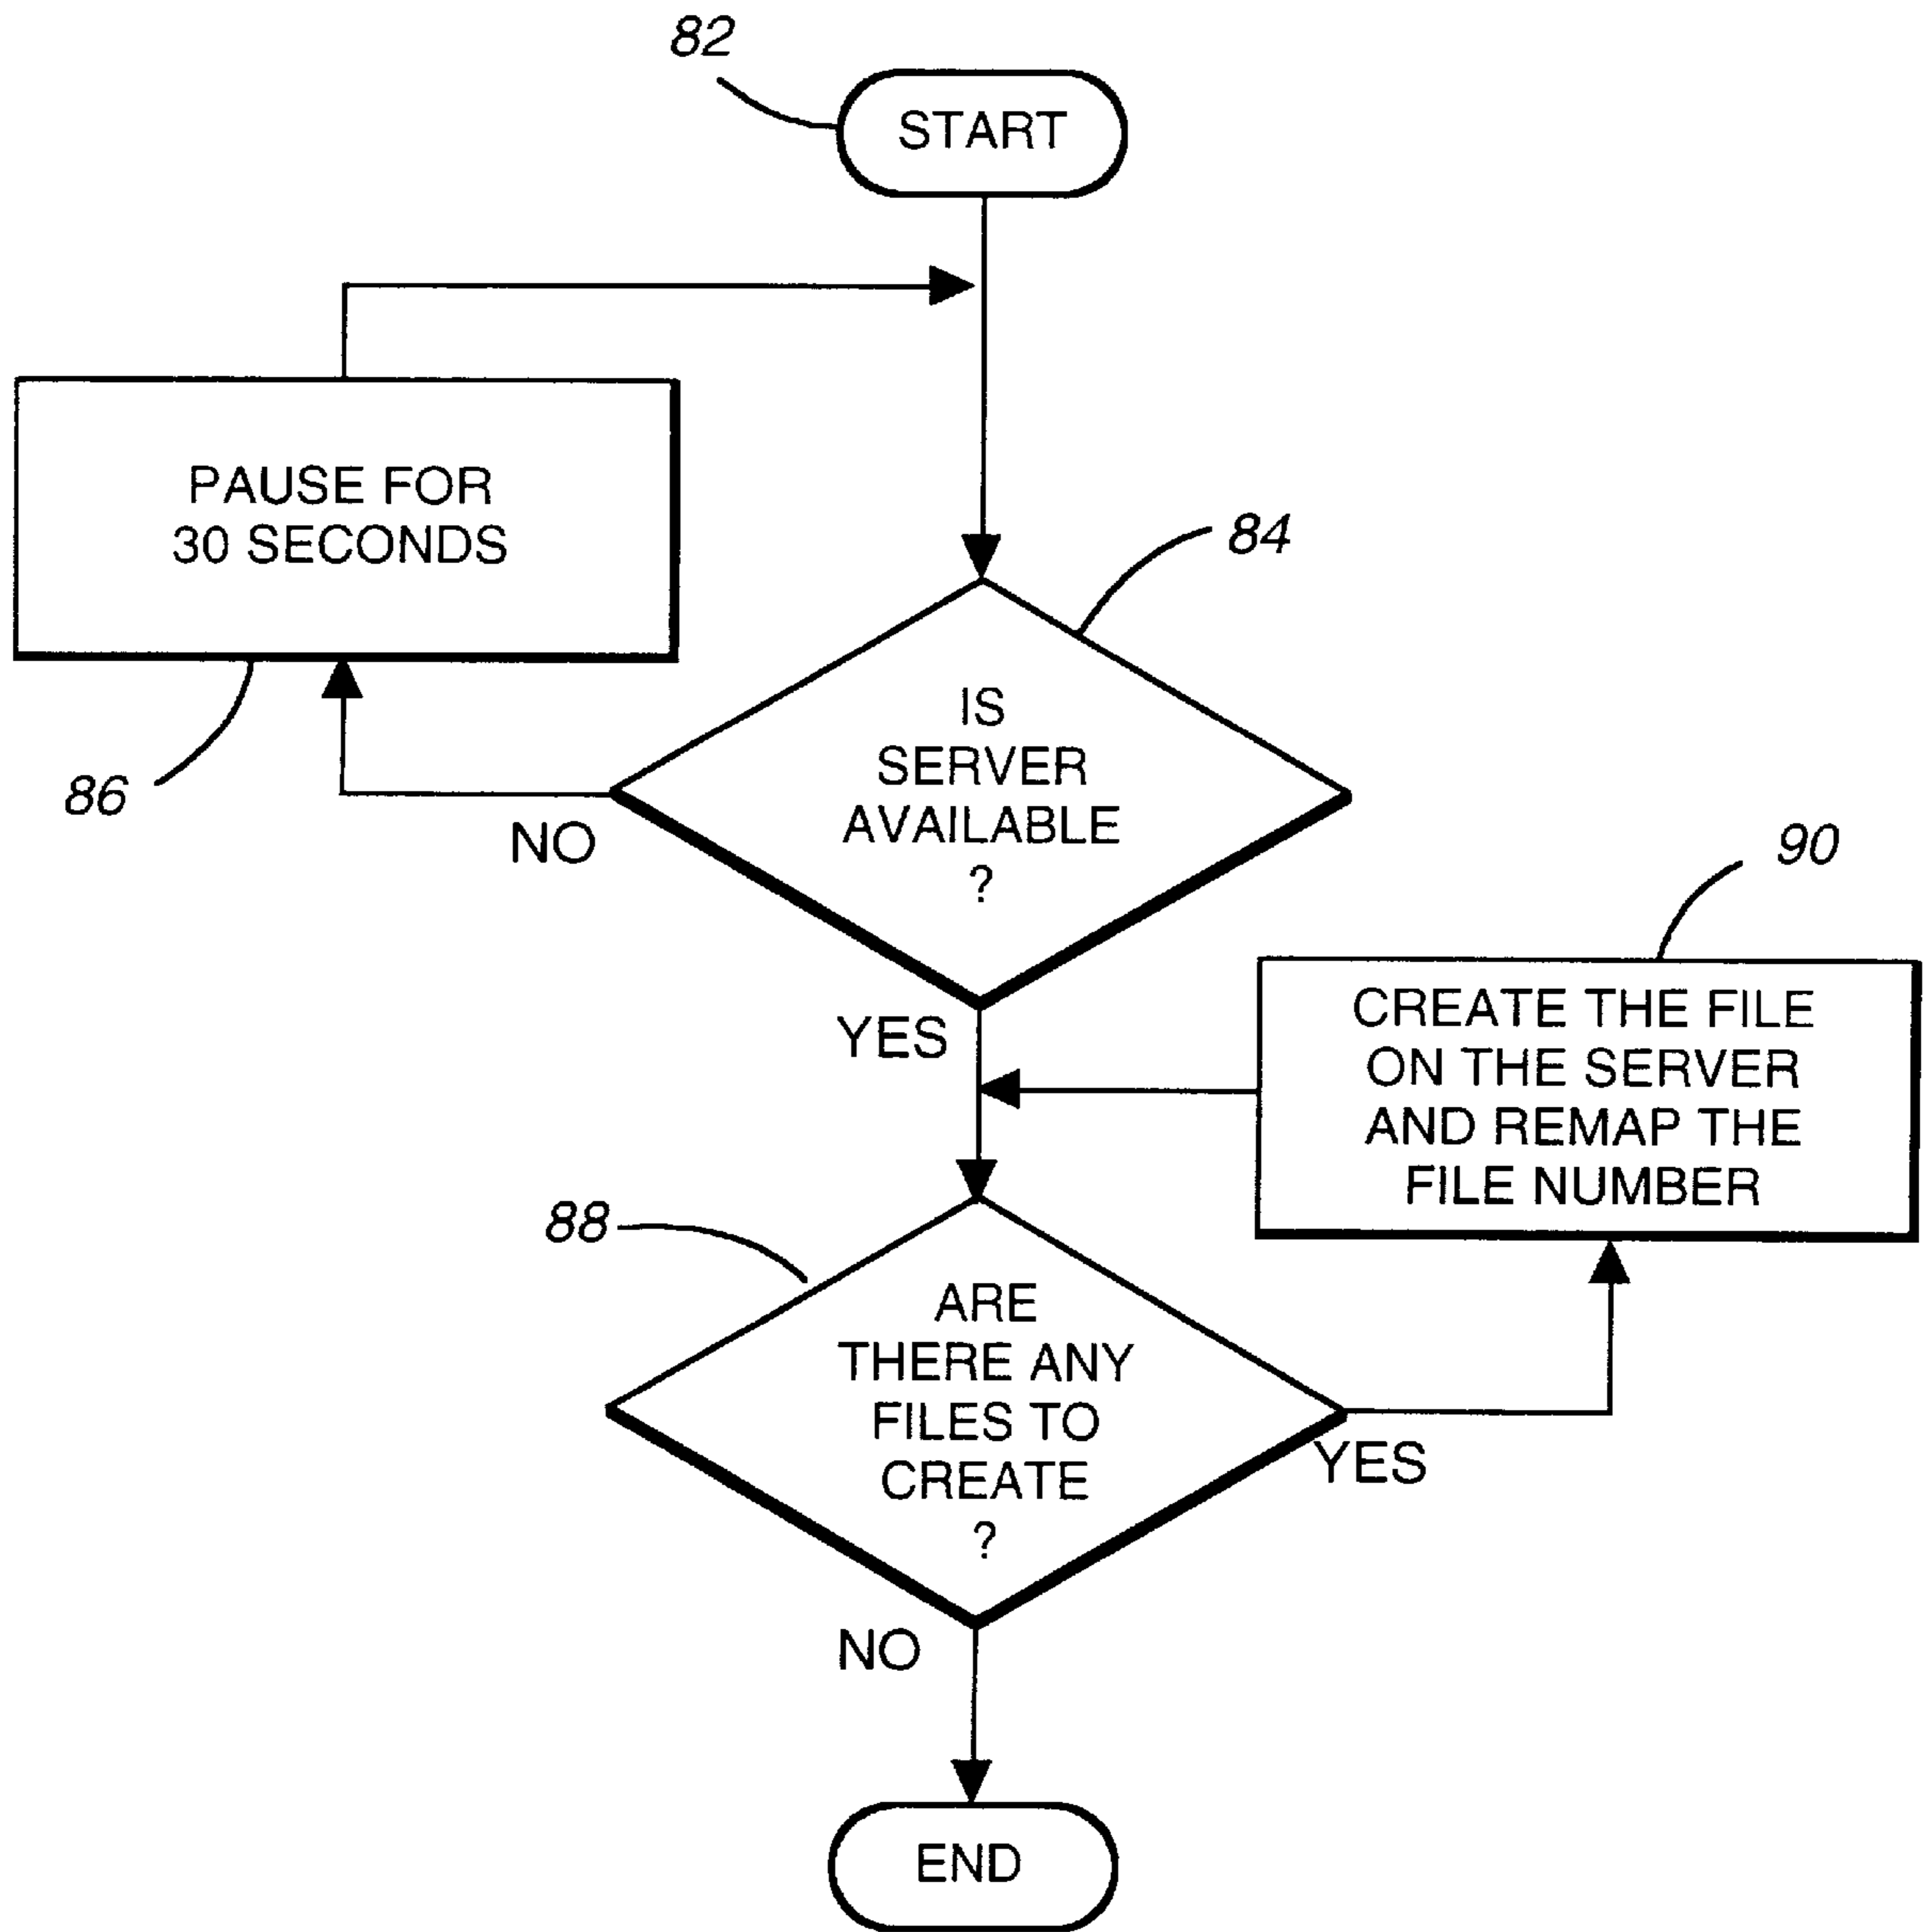 82
START
PAUSE FOR
30 SECONDS
84
IS
SERVER
AVAILABLE
?
86
NO
90
YES
CREATE THE FILE
ON THE SERVER
AND REMAP THE
FILE NUMBER
88
ARE
THERE ANY
FILES TO
CREATE
?
YES
NO
END